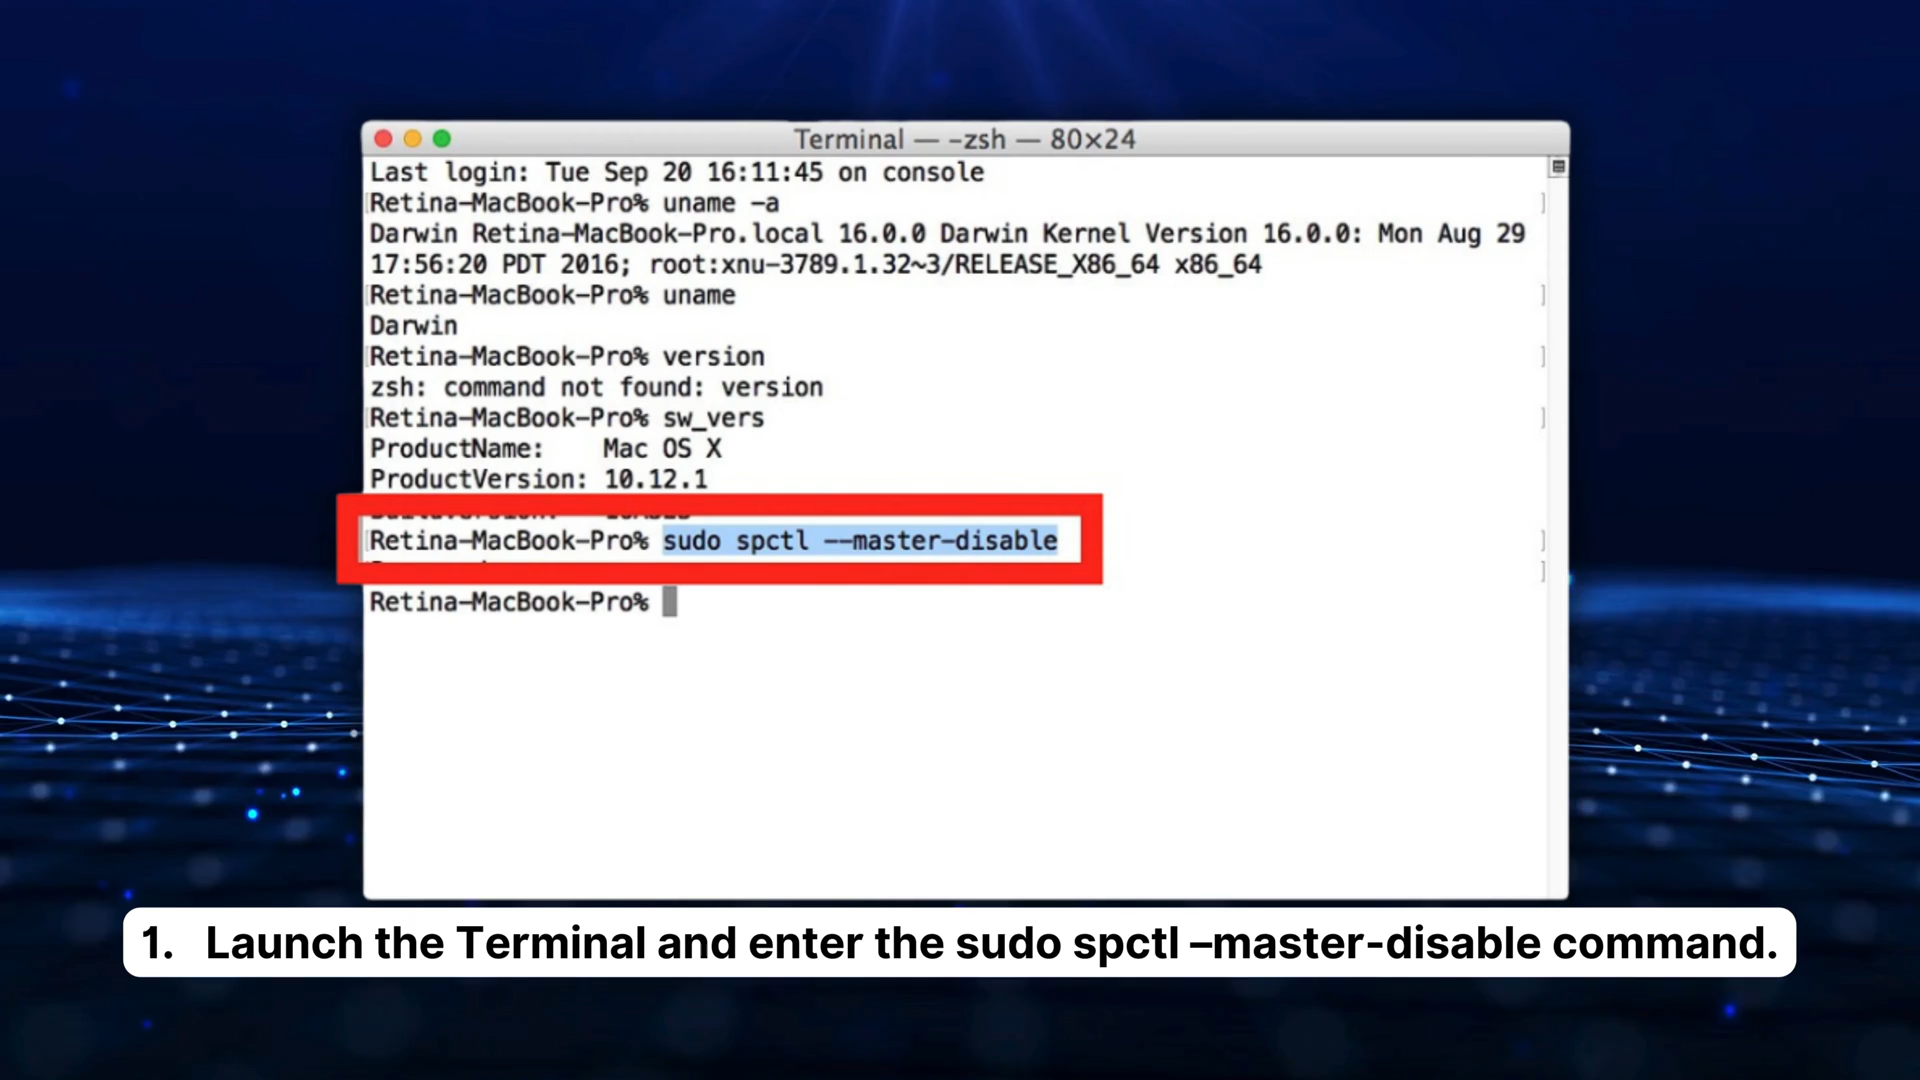 Terminal — -zsh — 80×24
Last login: Tue Sep 20 16:11:45 on console
Retina-MacBook-Pro% uname -a
Darwin Retina-MacBook-Pro.local 16.0.0 Darwin Kernel Version 16.0.0: Mon Aug 29
17:56:20 PDT 2016; root:xnu-3789.1.32~3/RELEASE_X86_64 x86_64
Retina-MacBook-Pro% uname
Darwin
Retina-MacBook-Pro% version
zsh: command not found: version
Retina-MacBook-Pro% sw_vers
ProductName: Mac OS X
ProductVersion: 10.12.1
Retina-MacBook-Pro% sudo spctl --master-disable
Retina-MacBook-Pro%
1. Launch the Terminal and enter the sudo spctl –master-disable command.